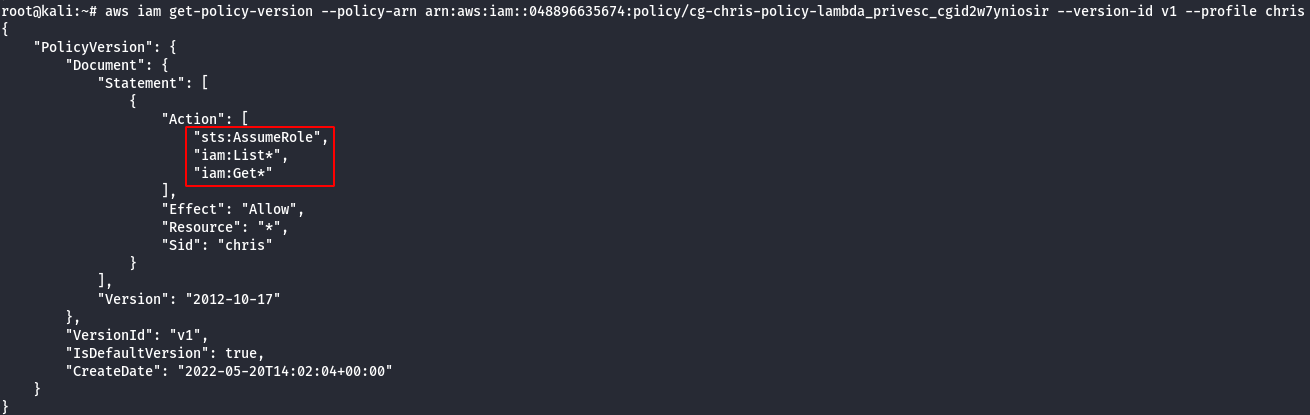 root@kali:~# aws iam get-policy-version --policy-arn arn:aws:iam::048896635674:policy/cg-chris-policy-lambda_privesc_cgid2w7yniosir --version-id v1 --profile chris
{
    "PolicyVersion": {
        "Document": {
            "Statement": [
                {
                    "Action": [
                        "sts:AssumeRole",
                        "iam:List*",
                        "iam:Get*"
                    ],
                    "Effect": "Allow",
                    "Resource": "*",
                    "Sid": "chris"
                }
            ],
            "Version": "2012-10-17"
        },
        "VersionId": "v1",
        "IsDefaultVersion": true,
        "CreateDate": "2022-05-20T14:02:04+00:00"
    }
}